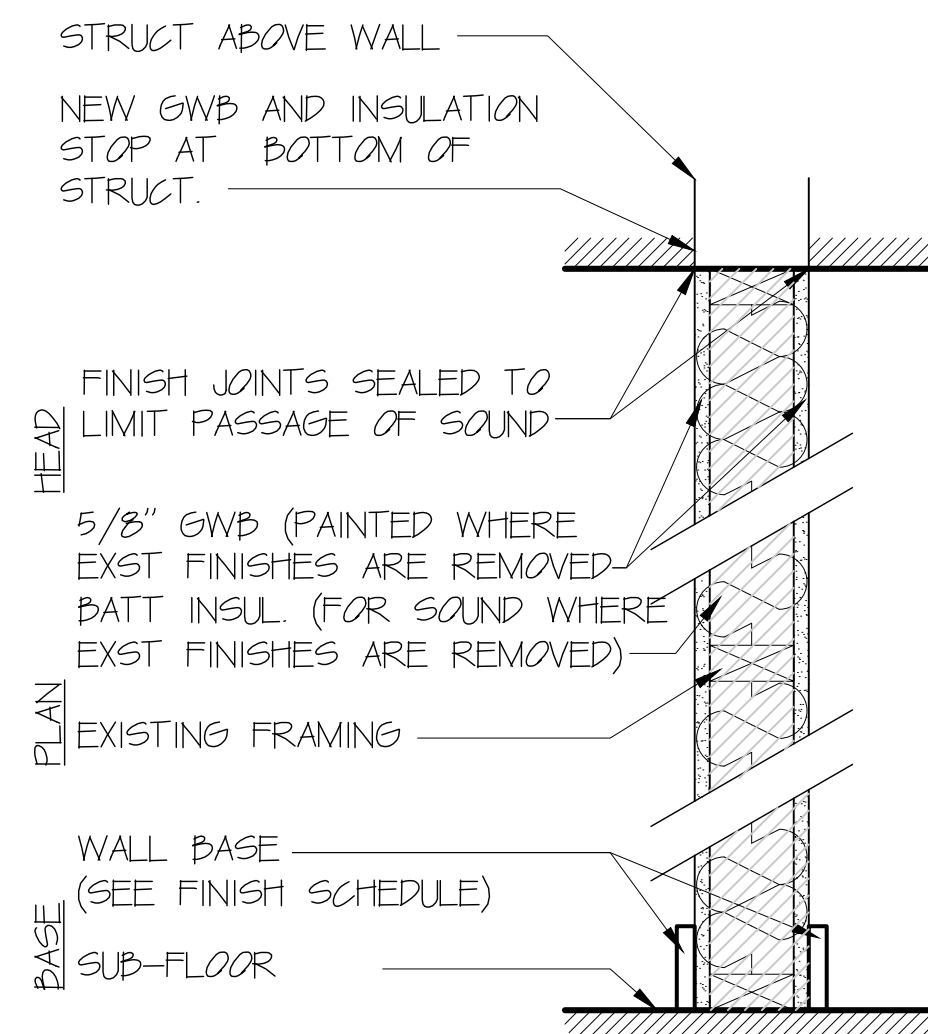 STRUCT ABOVE WALL
NEW GWB AND INSULATION
STOP AT BOTTOM OF
STRUCT.
HEAD
FINISH JOINTS SEALED TO
LIMIT PASSAGE OF SOUND
5/8" GWB (PAINTED WHERE
EXST FINISHES ARE REMOVED
BATT INSUL. (FOR SOUND WHERE
EXST FINISHES ARE REMOVED)
PLAN
EXISTING FRAMING
WALL BASE
(SEE FINISH SCHEDULE)
BASE
SUB-FLOOR